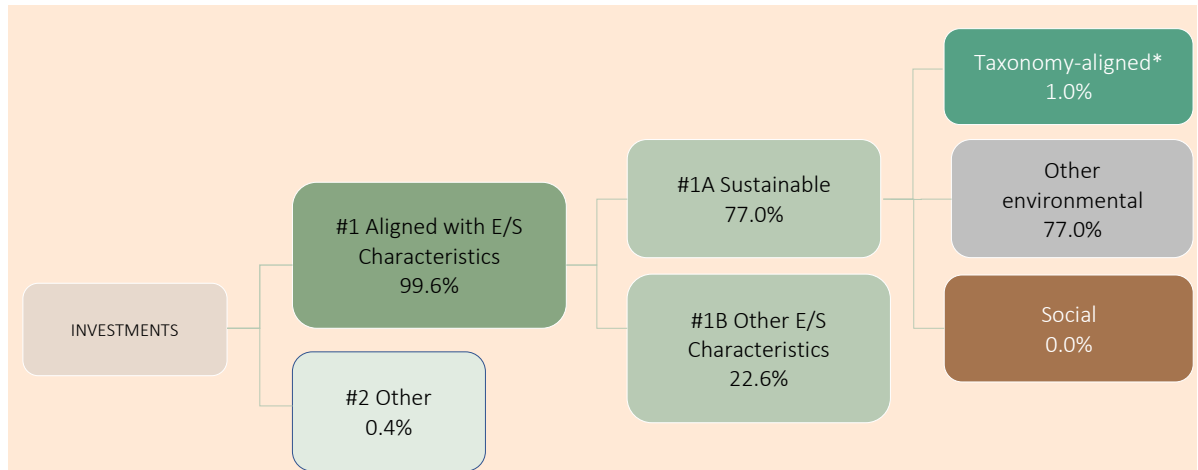 INVESTMENTS
#1 Aligned with E/S
Characteristics
99.6%
#2 Other
0.4%
#1A Sustainable
77.0%
#1B Other E/S
Characteristics
22.6%
Taxonomy-aligned*
1.0%
Other
environmental
77.0%
Social
0.0%